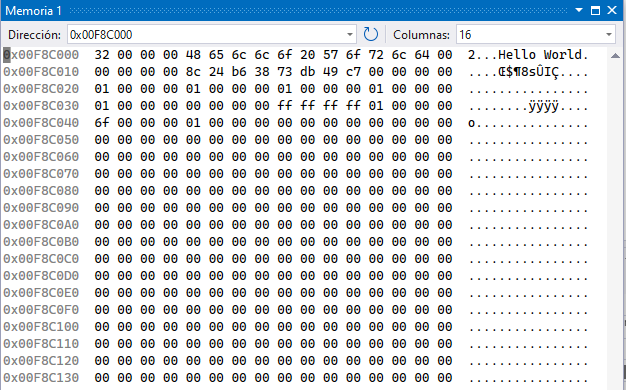 Memoria 1
Dirección: 0x00F8C000 Columnas: 16
0x00F8C000 32 00 00 00 48 65 6c 6c 6f 20 57 6f 72 6c 64 00 2...Hello World.
0x00F8C010 00 00 00 00 8c 24 b6 38 73 db 49 c7 00 00 00 00 ....Œ$¶8sÛIÇ....
0x00F8C020 01 00 00 00 01 00 00 00 01 00 00 00 01 00 00 00 ................
0x00F8C030 01 00 00 00 00 00 00 00 ff ff ff ff 01 00 00 00 ........ÿÿÿÿ....
0x00F8C040 6f 00 00 00 01 00 00 00 00 00 00 00 00 00 00 00 o...............
0x00F8C050 00 00 00 00 00 00 00 00 00 00 00 00 00 00 00 00 ................
0x00F8C060 00 00 00 00 00 00 00 00 00 00 00 00 00 00 00 00 ................
0x00F8C070 00 00 00 00 00 00 00 00 00 00 00 00 00 00 00 00 ................
0x00F8C080 00 00 00 00 00 00 00 00 00 00 00 00 00 00 00 00 ................
0x00F8C090 00 00 00 00 00 00 00 00 00 00 00 00 00 00 00 00 ................
0x00F8C0A0 00 00 00 00 00 00 00 00 00 00 00 00 00 00 00 00 ................
0x00F8C0B0 00 00 00 00 00 00 00 00 00 00 00 00 00 00 00 00 ................
0x00F8C0C0 00 00 00 00 00 00 00 00 00 00 00 00 00 00 00 00 ................
0x00F8C0D0 00 00 00 00 00 00 00 00 00 00 00 00 00 00 00 00 ................
0x00F8C0E0 00 00 00 00 00 00 00 00 00 00 00 00 00 00 00 00 ................
0x00F8C0F0 00 00 00 00 00 00 00 00 00 00 00 00 00 00 00 00 ................
0x00F8C100 00 00 00 00 00 00 00 00 00 00 00 00 00 00 00 00 ................
0x00F8C110 00 00 00 00 00 00 00 00 00 00 00 00 00 00 00 00 ................
0x00F8C120 00 00 00 00 00 00 00 00 00 00 00 00 00 00 00 00 ................
0x00F8C130 00 00 00 00 00 00 00 00 00 00 00 00 00 00 00 00 ................